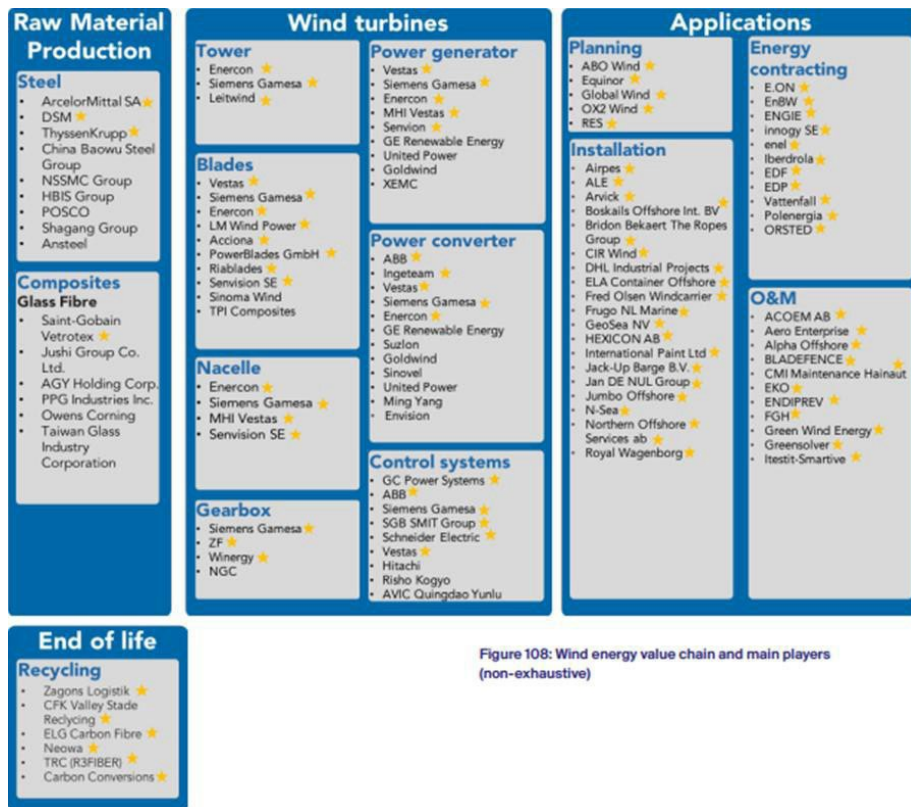 Raw Material
Production
Steel
• ArcelorMittal SA
• DSM
• ThyssenKrupp
• China Baowu Steel
Group
• NSSMC Group
• HBIS Group
• POSCO
• Shagang Group
• Ansteel
Composites
Glass Fibre
• Saint-Gobain
Vetrotex
• Jushi Group Co.
Ltd.
• AGY Holding Corp.
• PPG Industries Inc.
• Owens Corning
• Taiwan Glass
Industry
Corporation
Wind turbines
Tower
• Enercon
• Siemens Gamesa
• Leitwind
Blades
• Vestas
• Siemens Gamesa
• Enercon
• LM Wind Power
• Acciona
• PowerBlades GmbH
• Riablades
• Senvision SE
• Sinoma Wind
• TPI Composites
Nacelle
• Enercon
• Siemens Gamesa
• MHI Vestas
• Senvision SE
Gearbox
• Siemens Gamesa
• ZF
• Winergy
• NGC
Power generator
• Vestas
• Siemens Gamesa
• Enercon
• MHI Vestas
• Senvion
• GE Renewable Energy
• United Power
• Goldwind
• XEMC
Power converter
• ABB
• Ingeteam
• Vestas
• Siemens Gamesa
• Enercon
• GE Renewable Energy
• Suzlon
• Goldwind
• Sinovel
• United Power
• Ming Yang
Envision
Control systems
• GC Power Systems
• ABB
• Siemens Gamesa
• SGB SMIT Group
• Schneider Electric
• Vestas
• Hitachi
• Risho Kogyo
• AVIC Quingdao Yunlu
Applications
Planning
• ABO Wind
• Equinor
• Global Wind
• OX2 Wind
• RES
Installation
• Airpes
• ALE
• Arvick
• Boskails Offshore Int. BV
• Bridon Bekaert The Ropes
Group
• CIR Wind
• DHL Industrial Projects
• ELA Container Offshore
• Fred Olsen Windcarrier
• Frugo NL Marine
• GeoSea NV
• HEXICON AB
• International Paint Ltd
• Jack-Up Barge B.V.
• Jan DE NUL Group
• Jumbo Offshore
• N-Sea
• Northern Offshore
Services ab
• Royal Wagenborg
Energy
contracting
• E.ON
• EnBW
• ENGIE
• innogy SE
• enel
• Iberdrola
• EDF
• EDP
• Vattenfall
• Polenergia
• ORSTED
O&M
• ACOEM AB
• Aero Enterprise
• Alpha Offshore
• BLADEFENCE
• CMI Maintenance Hainaut
• EKO
• ENDIPREV
• FGH
• Green Wind Energy
• Greensolver
• Itestit-Smartive
End of life
Recycling
• Zagons Logistik
• CFK Valley Stade
Reclycing
• ELG Carbon Fibre
• Neowa
• TRC (R3FIBER)
• Carbon Conversions
Figure 108: Wind energy value chain and main players
(non-exhaustive)